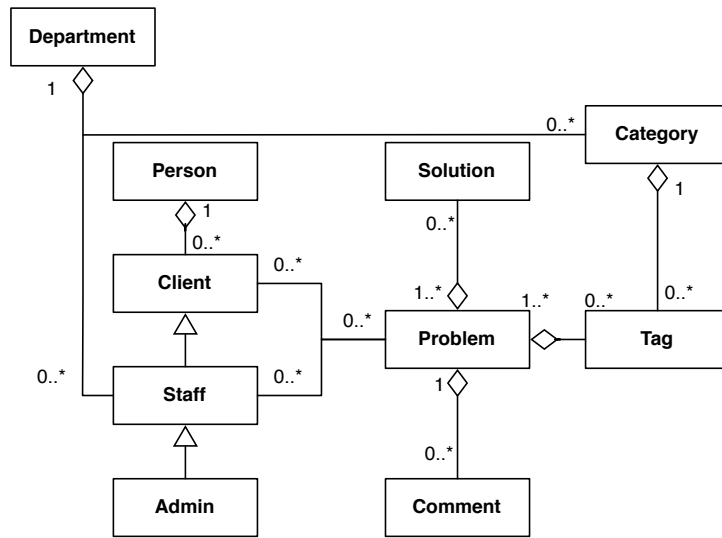 Department
1
0..*
Category
Person
Solution
1
1
0..*
0..*
0..*
Client
0..*
1..*
1..*
0..*
0..*
0..*
Problem
Tag
0..*
Staff
0..*
1
0..*
Admin
Comment